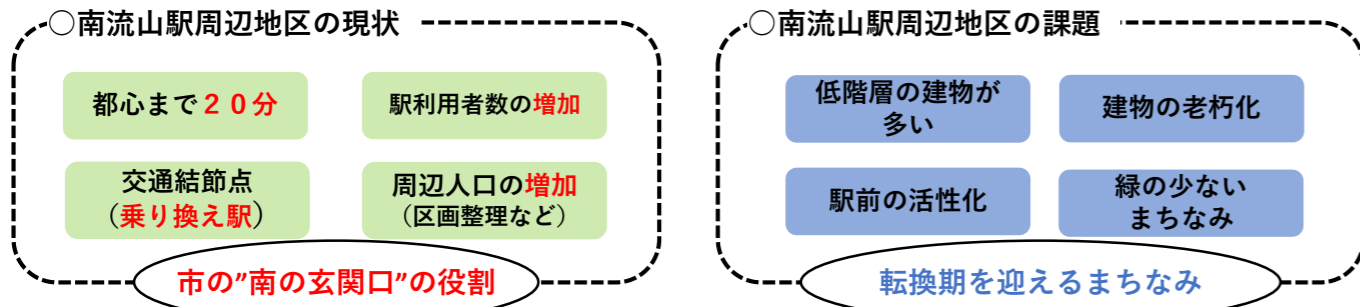 ○南流山駅周辺地区の現状
都心まで２０分
駅利用者数の増加
交通結節点
（乗り換え駅）
周辺人口の増加
（区画整理など）
市の”南の玄関口”の役割
○南流山駅周辺地区の課題
低階層の建物が
多い
建物の老朽化
駅前の活性化
緑の少ない
まちなみ
転換期を迎えるまちなみ